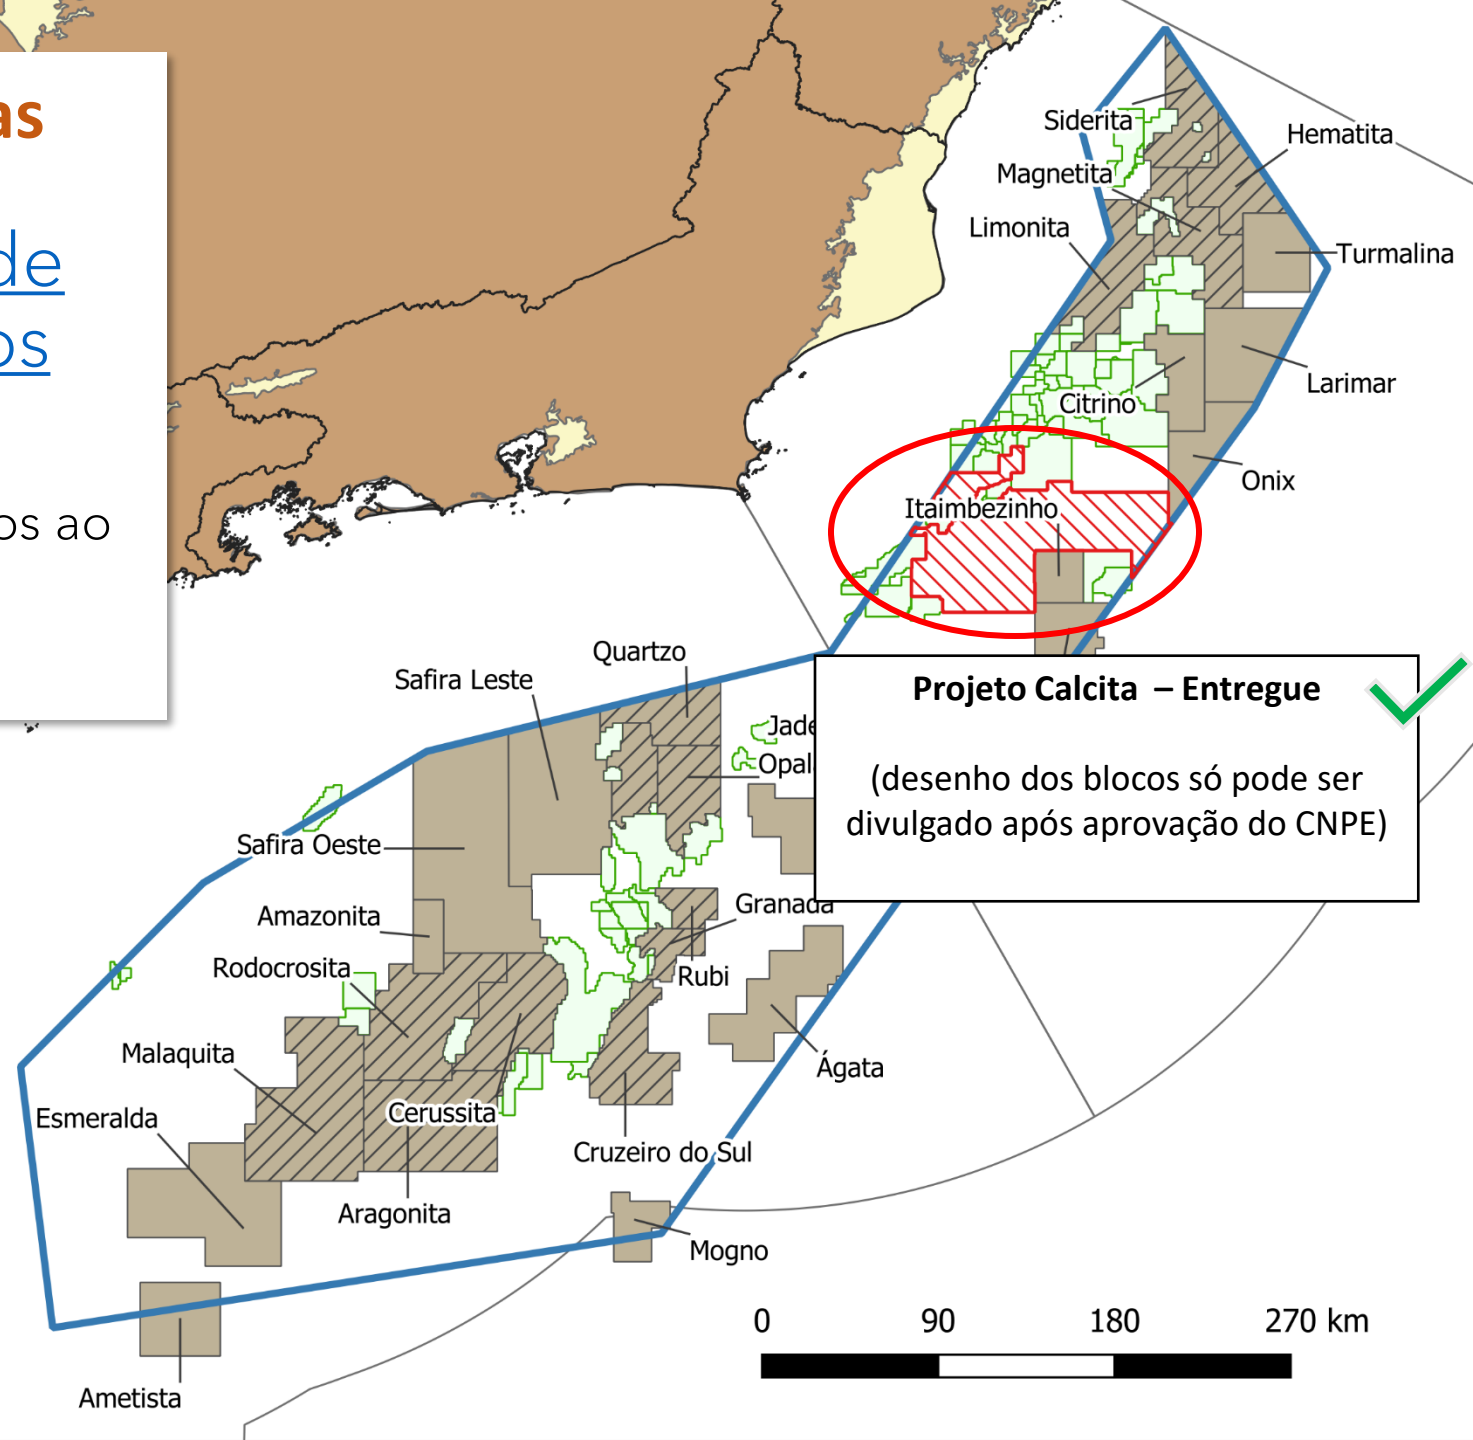 as
de
os
os ao
Siderita
Hematita
Magnetita
Limonita
Turmalina
Larimar
Citrino
Onix
Itaimbezinho
Quartzo
Safira Leste
Projeto Calcita – Entregue
(desenho dos blocos só pode ser
divulgado após aprovação do CNPE)
Jade
Opal
Safira Oeste
Granada
Amazonita
Rodocrosita
Rubi
Malaquita
Ágata
Esmeralda
Cerussita
Cruzeiro do Sul
Aragonita
Mogno
Ametista
0 90 180 270 km